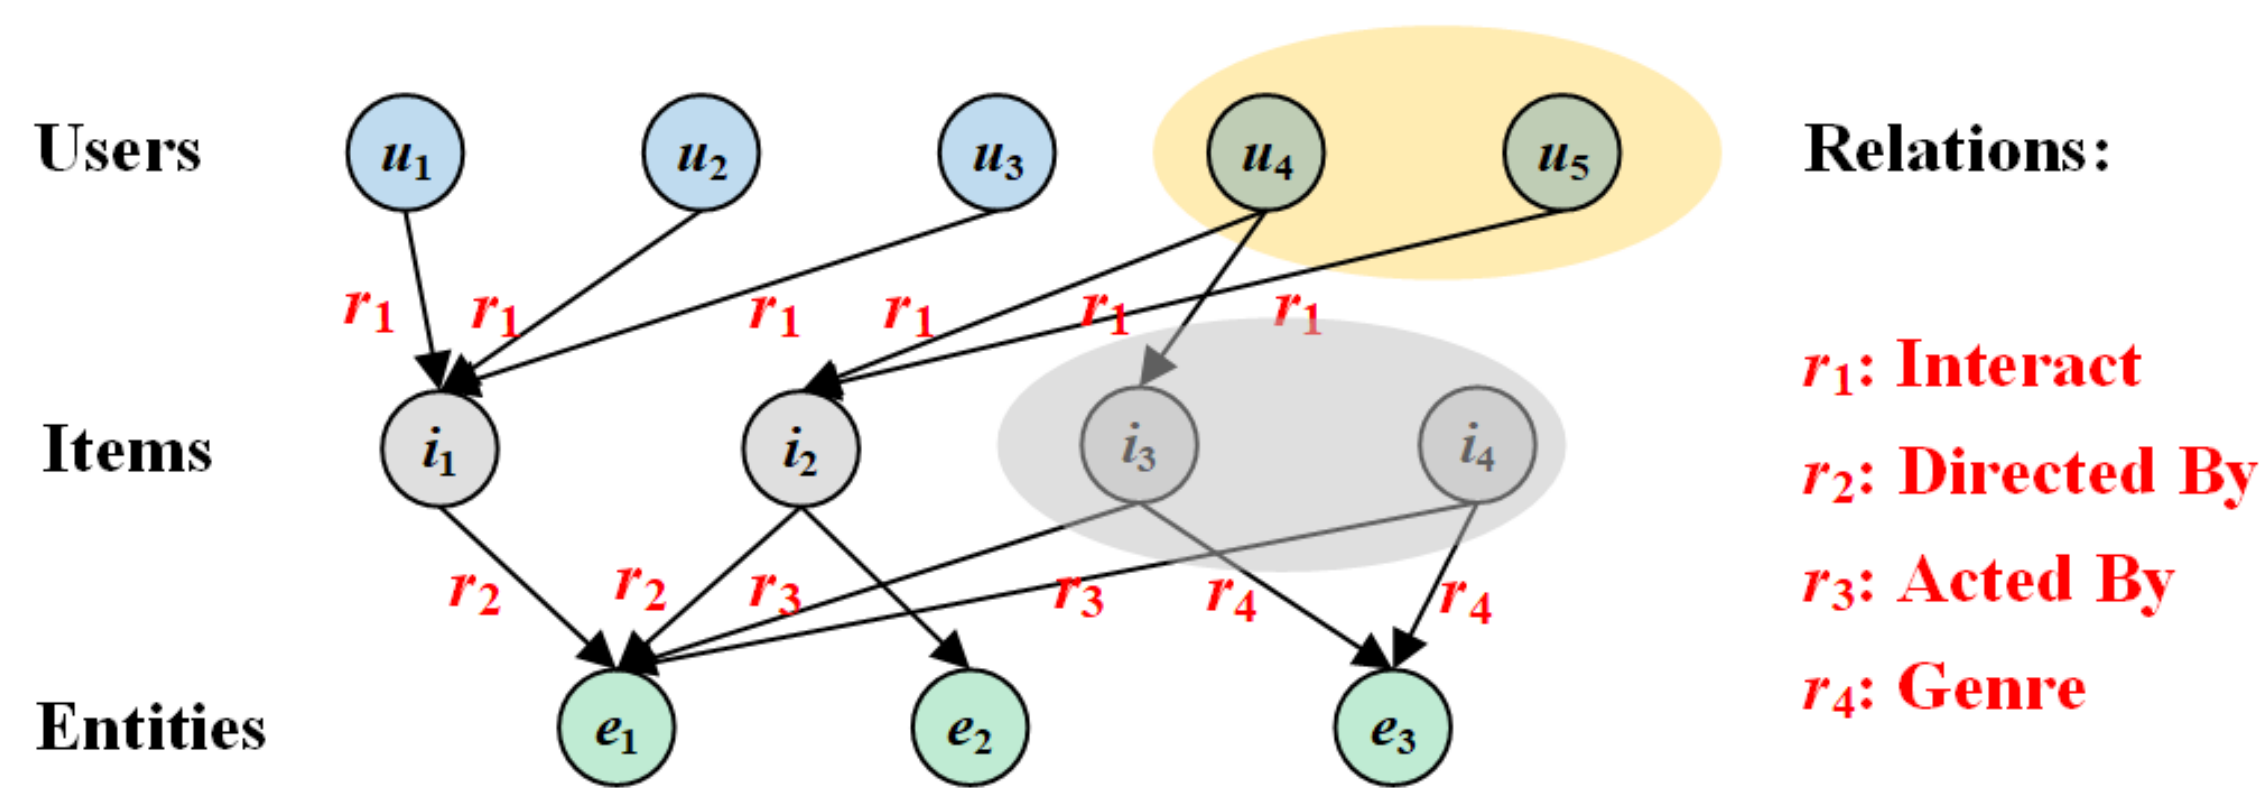 Users u1 u2 u3 u4 u5 Relations:
r1 r1 r1 r1 r1 r1
r1: Interact
Items i1 i2 i3 i4
r2: Directed By
r2 r2 r3 r3 r4 r4
r3: Acted By
r4: Genre
Entities e1 e2 e3